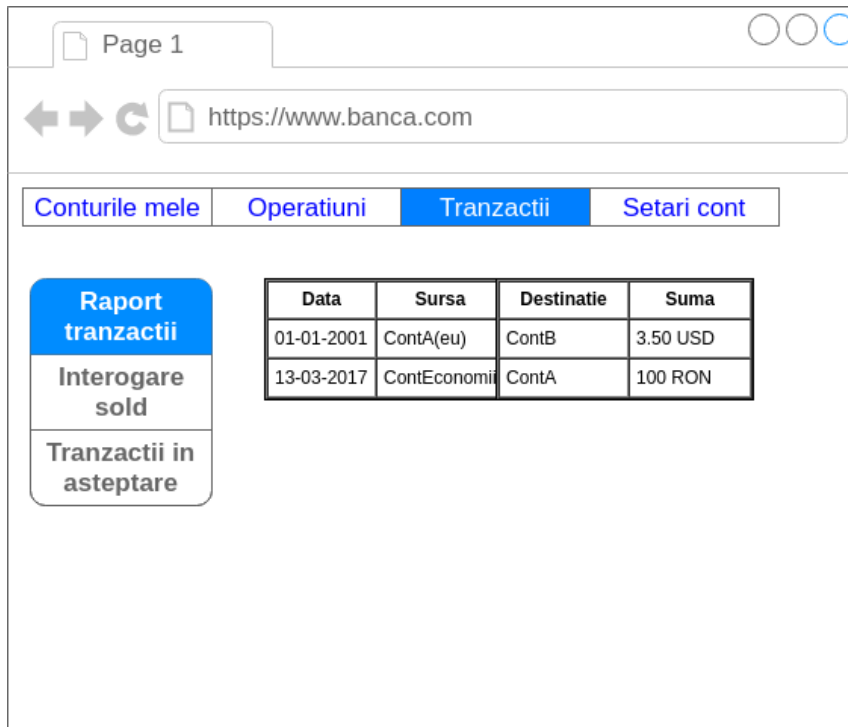 Page 1
https://www.banca.com
Conturile mele Operatiuni Tranzactii Setari cont
Raport
tranzactii
Interogare
sold
Tranzactii in
asteptare
Data Sursa Destinatie Suma
01-01-2001 ContA(eu) ContB 3.50 USD
13-03-2017 ContEconomii ContA 100 RON